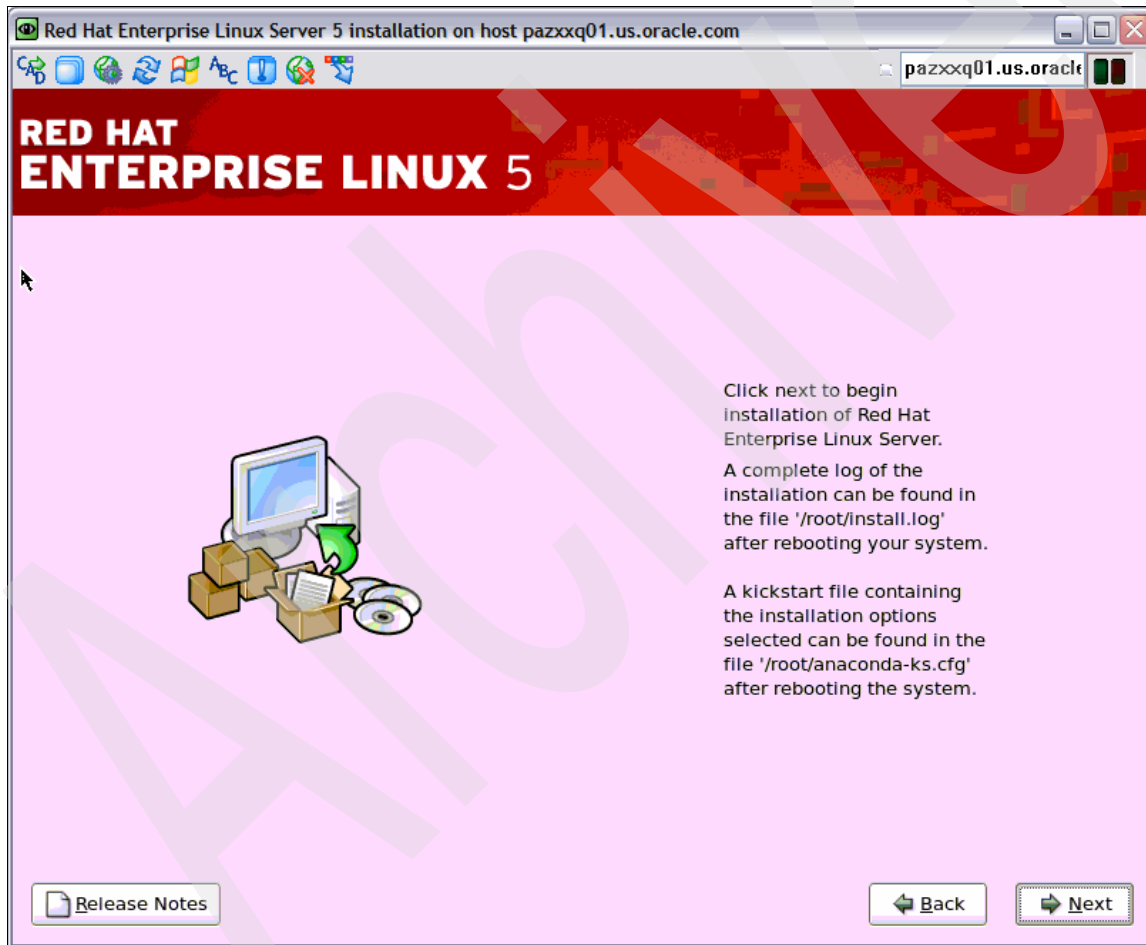 Red Hat Enterprise Linux Server 5 installation on host pazxxq01.us.oracle.com
pazxxq01.us.oracle
RED HAT
ENTERPRISE LINUX 5
Click next to begin
installation of Red Hat
Enterprise Linux Server.
A complete log of the
installation can be found in
the file '/root/install.log'
after rebooting your system.
A kickstart file containing
the installation options
selected can be found in the
file '/root/anaconda-ks.cfg'
after rebooting the system.
Release Notes
Back
Next